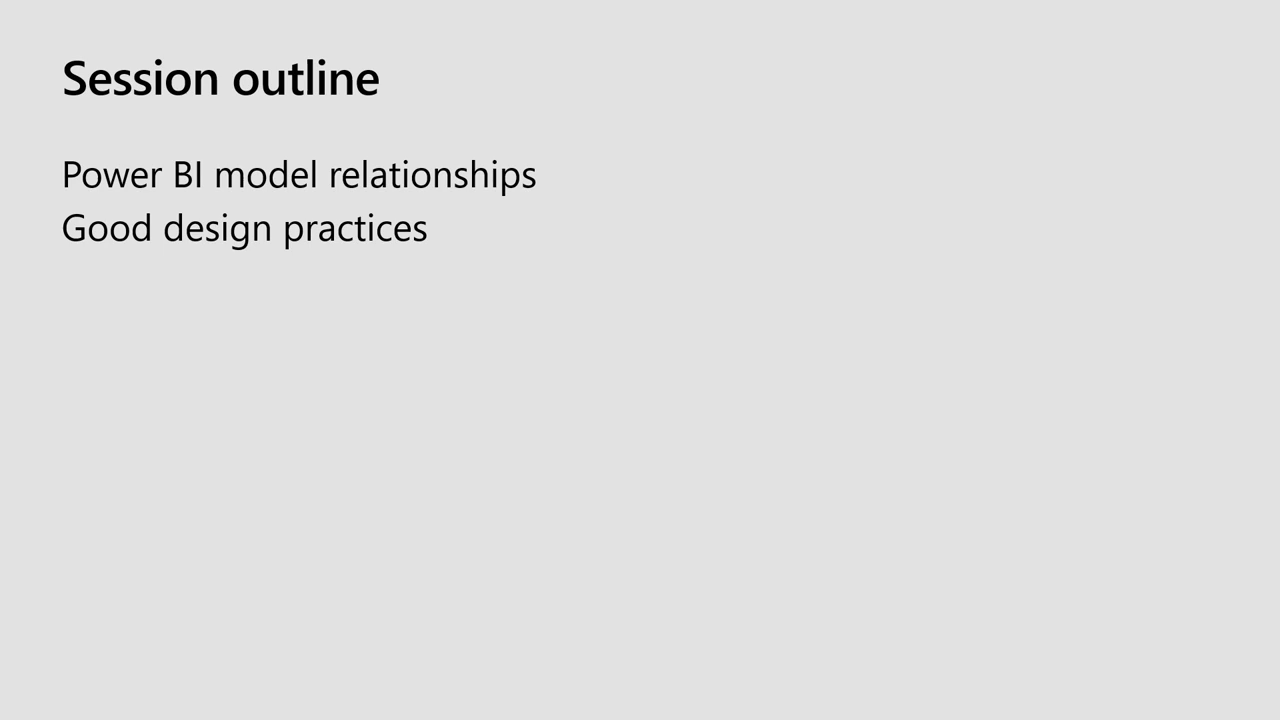 Session outline
Power BI model relationships
Good design practices